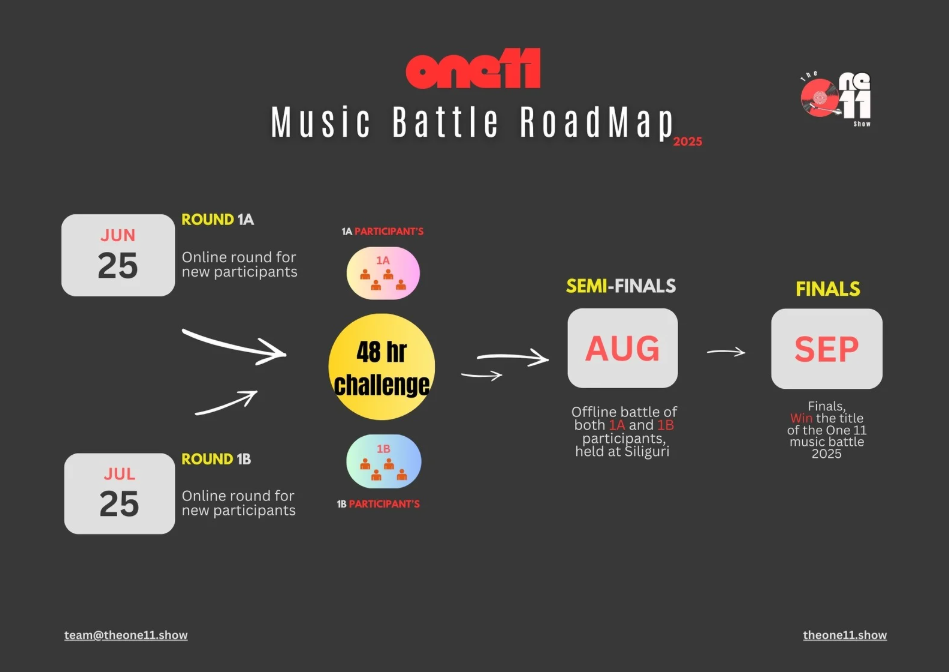 one11
Music Battle RoadMap
2025
The
One
11
Show
JUN
25
ROUND 1A
Online round for
new participants
1A PARTICIPANT'S
1A
48 hr
challenge
1B
1B PARTICIPANT'S
JUL
25
ROUND 1B
Online round for
new participants
SEMI-FINALS
AUG
Offline battle of
both 1A and 1B
participants,
held at Siliguri
FINALS
SEP
Finals,
Win the title
of the One 11
music battle
2025
team@theone11.show
theone11.show